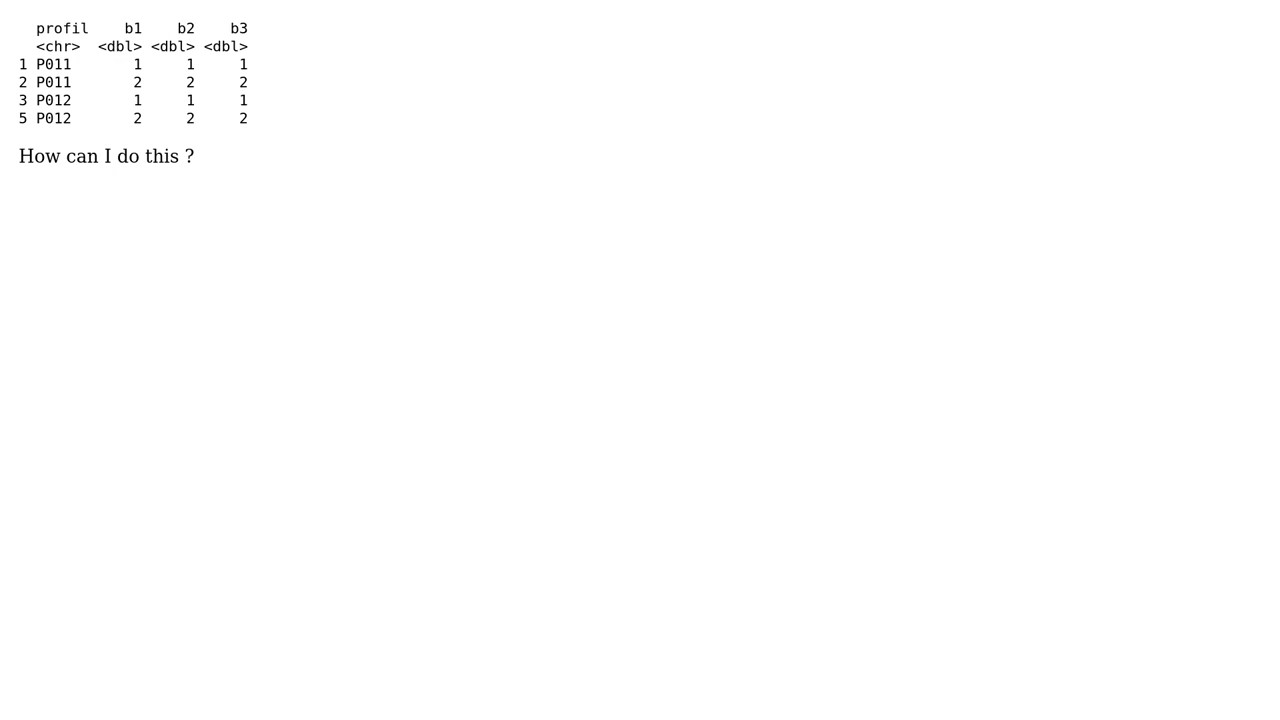 profil    b1    b2    b3
  <chr>  <dbl> <dbl> <dbl>
1 P011       1     1     1
2 P011       2     2     2
3 P012       1     1     1
5 P012       2     2     2
How can I do this ?